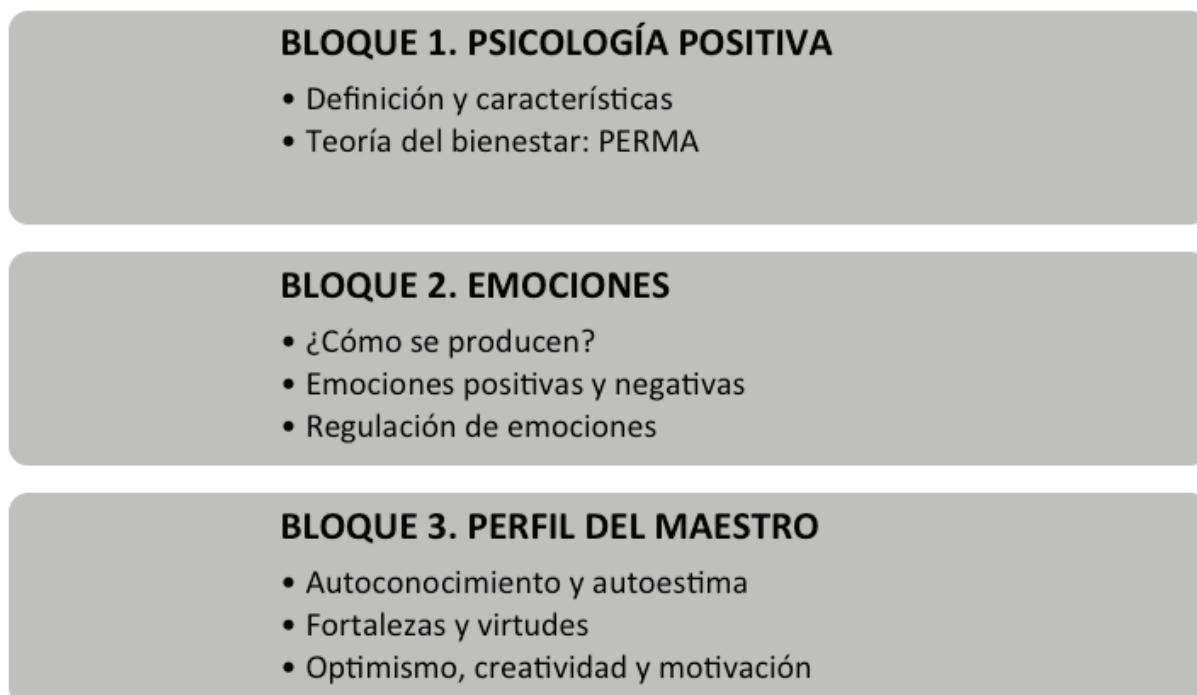 BLOQUE 1. PSICOLOGÍA POSITIVA
• Definición y características
• Teoría del bienestar: PERMA
BLOQUE 2. EMOCIONES
• ¿Cómo se producen?
• Emociones positivas y negativas
• Regulación de emociones
BLOQUE 3. PERFIL DEL MAESTRO
• Autoconocimiento y autoestima
• Fortalezas y virtudes
• Optimismo, creatividad y motivación